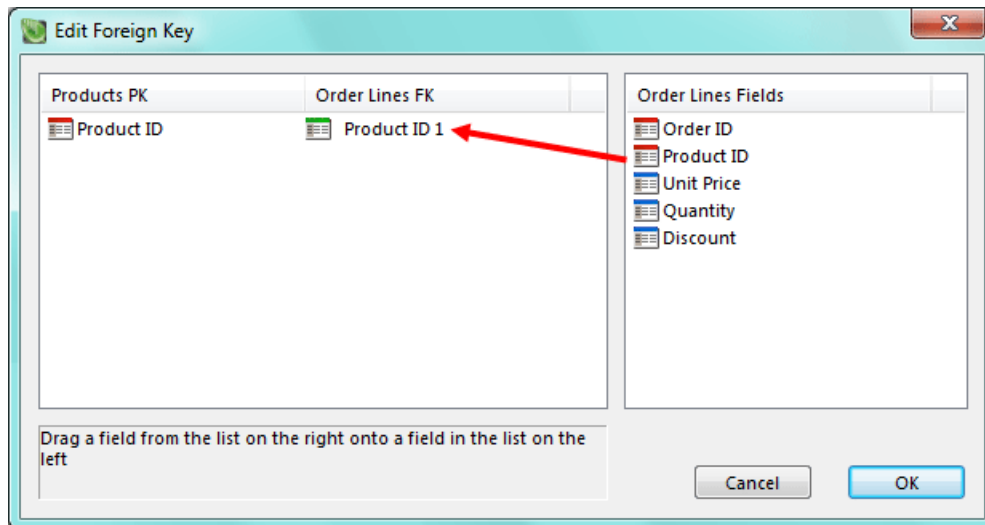 Edit Foreign Key
Products PK
Order Lines FK
Product ID
Product ID 1
Order Lines Fields
Order ID
Product ID
Unit Price
Quantity
Discount
Drag a field from the list on the right onto a field in the list on the
left
Cancel
OK